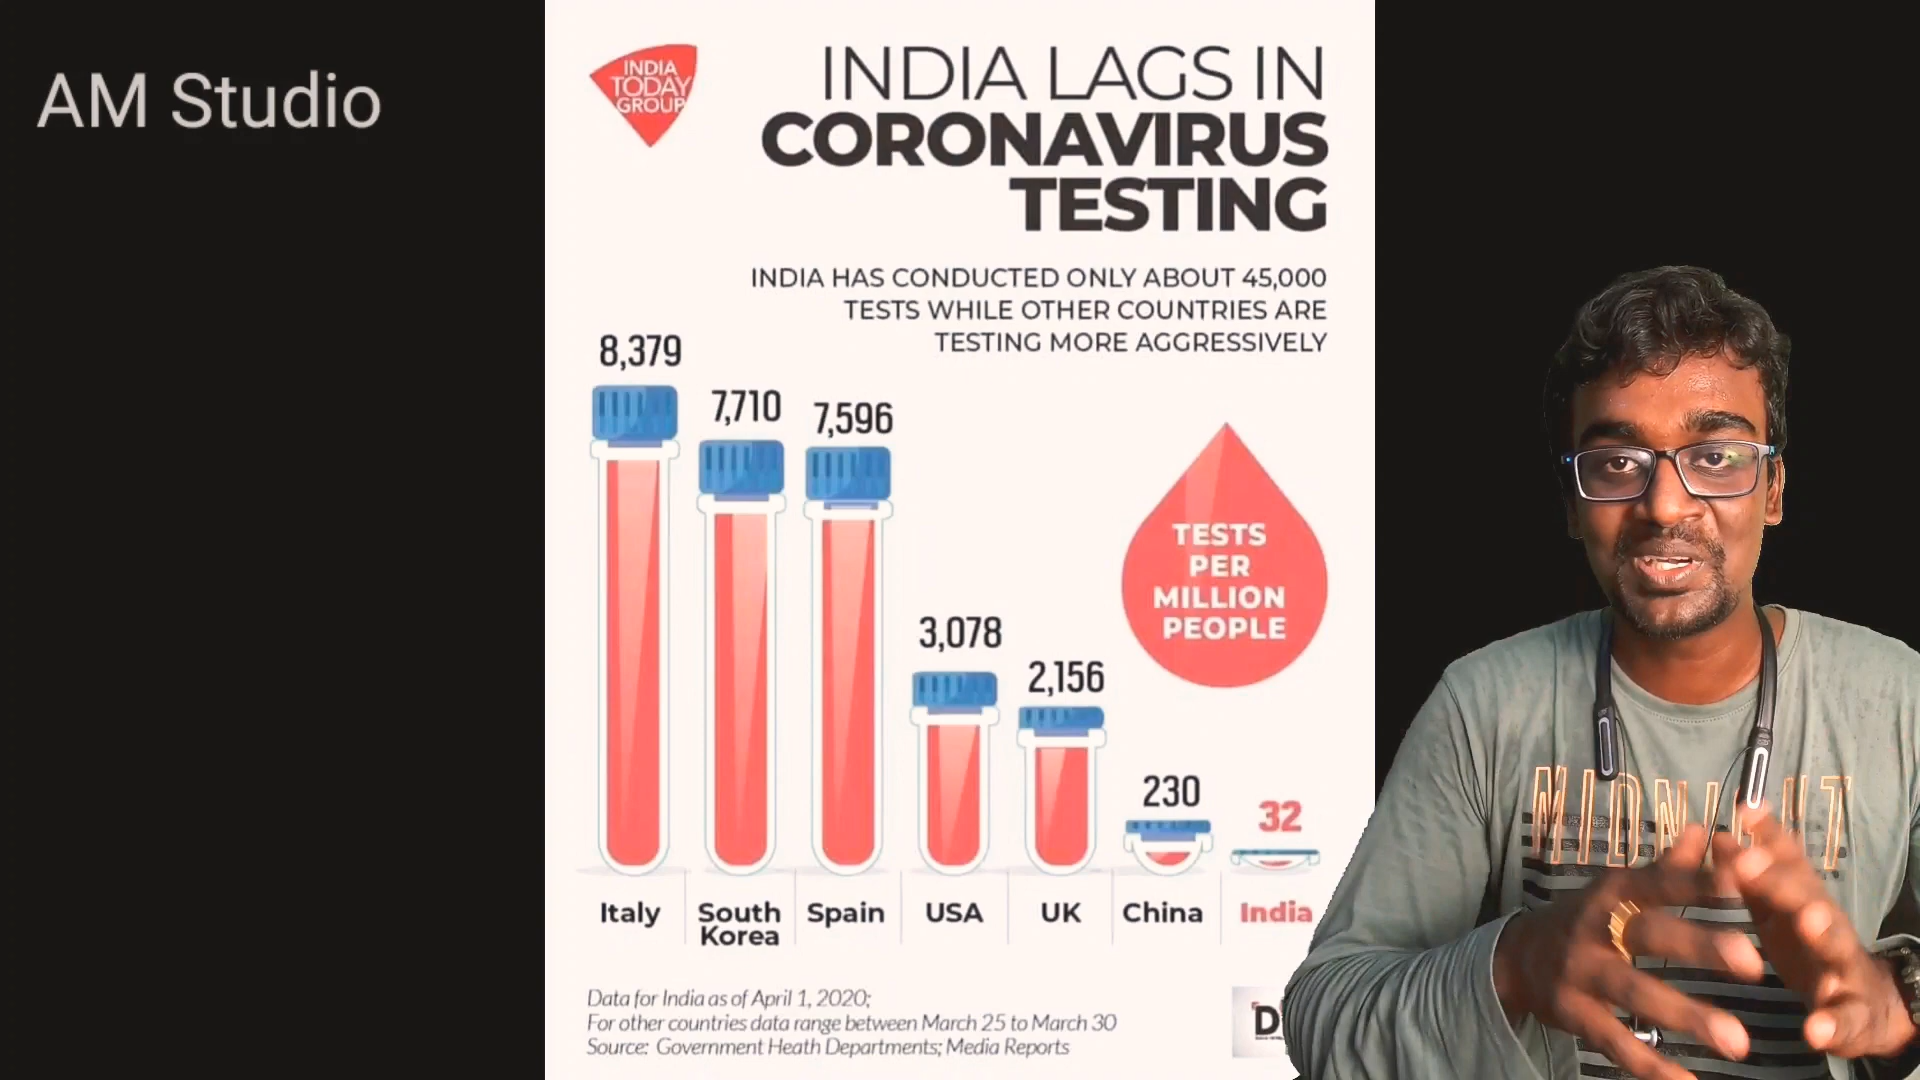 AM Studio
INDIA
TODAY
GROUP
INDIA LAGS IN
CORONAVIRUS
TESTING
INDIA HAS CONDUCTED ONLY ABOUT 45,000
TESTS WHILE OTHER COUNTRIES ARE
TESTING MORE AGGRESSIVELY
8,379
7,710
7,596
3,078
2,156
230
32
TESTS
PER
MILLION
PEOPLE
Italy
South
Korea
Spain
USA
UK
China
India
Data for India as of April 1, 2020;
For other countries data range between March 25 to March 30
Source: Government Heath Departments; Media Reports
D
MIDNIGHT